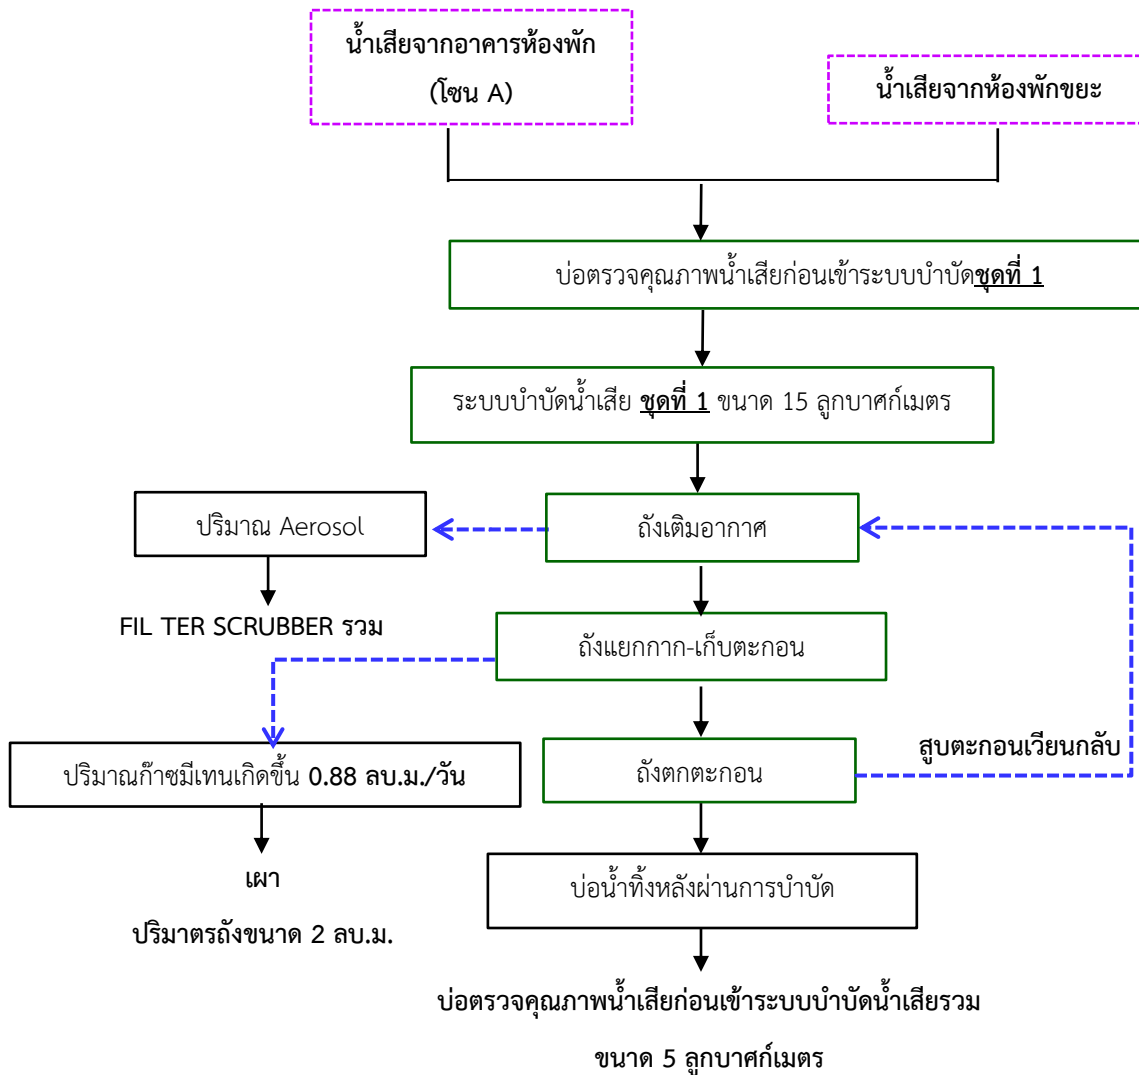 น้ำเสียจากอาคารห้องพัก
(โซน A)
น้ำเสียจากห้องพักขยะ
บ่อตรวจคุณภาพน้ำเสียก่อนเข้าระบบบำบัดชุดที่ 1
ระบบบำบัดน้ำเสีย ชุดที่ 1 ขนาด 15 ลูกบาศก์เมตร
ปริมาณ Aerosol
ถังเติมอากาศ
FIL TER SCRUBBER รวม
ถังแยกกาก-เก็บตะกอน
สูบตะกอนเวียนกลับ
ปริมาณก๊าซมีเทนเกิดขึ้น 0.88 ลบ.ม./วัน
ถังตกตะกอน
เผา
บ่อน้ำทิ้งหลังผ่านการบำบัด
ปริมาตรถังขนาด 2 ลบ.ม.
บ่อตรวจคุณภาพน้ำเสียก่อนเข้าระบบบำบัดน้ำเสียรวม
ขนาด 5 ลูกบาศก์เมตร